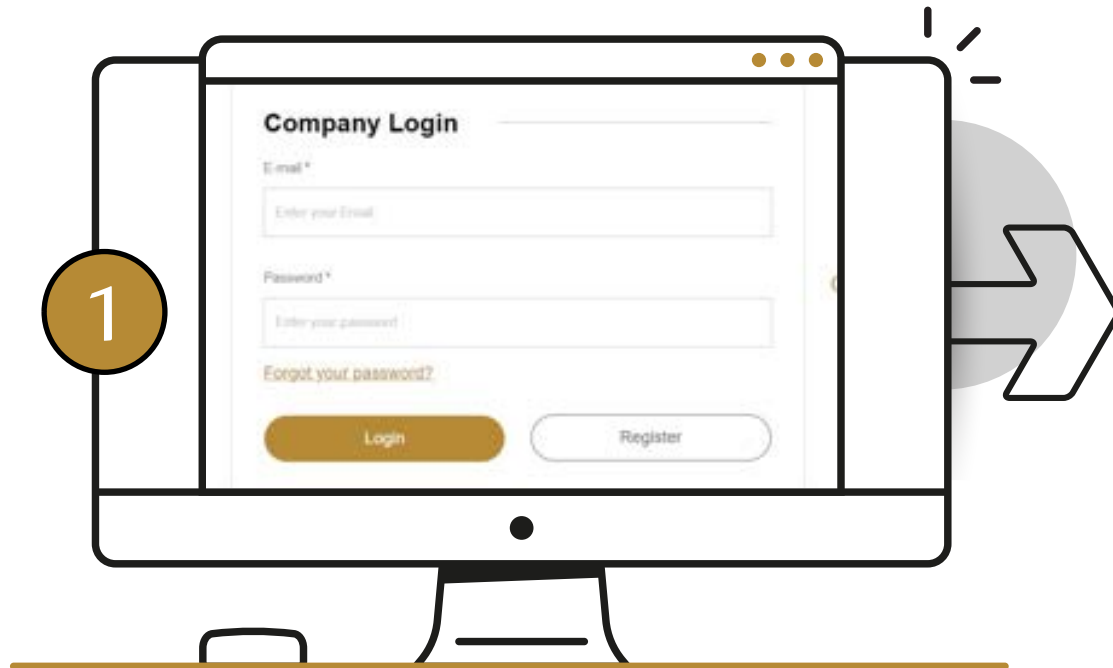 Company Login
E-mail *
Enter your Email
1
Password *
Enter your password
Forgot your password?
Login
Register